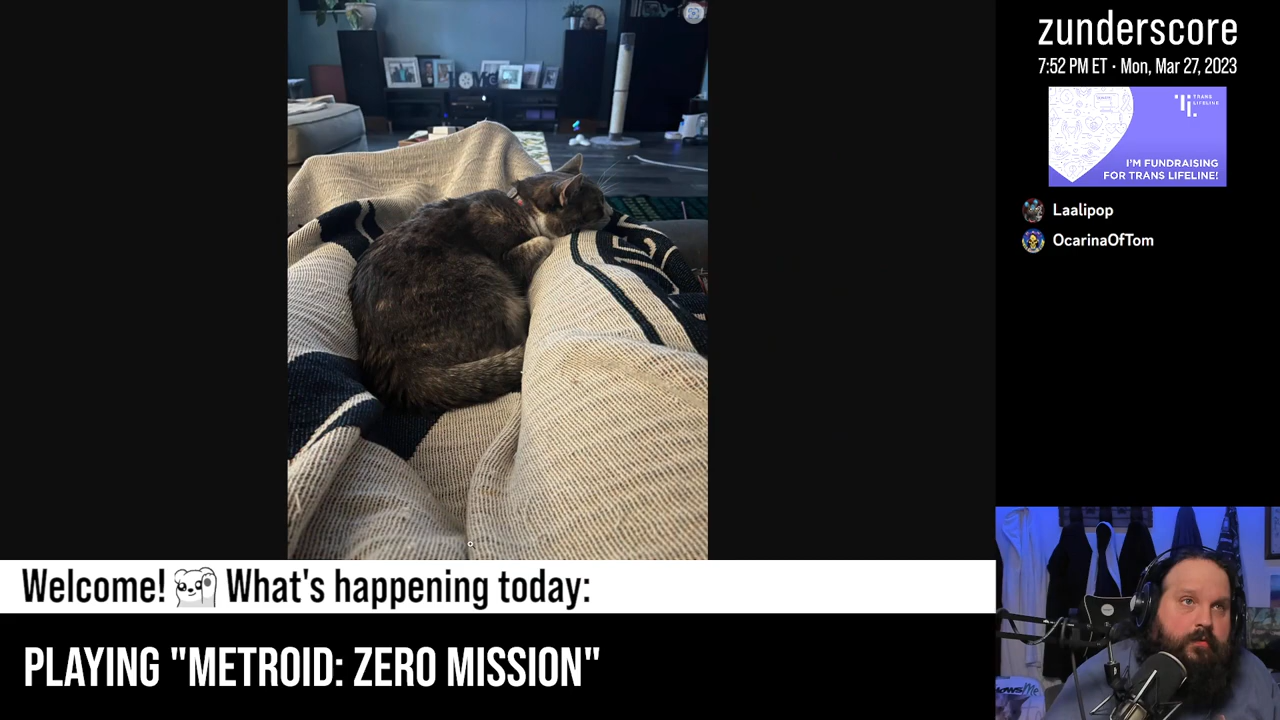 zunderscore
7:52 PM ET · Mon, Mar 27, 2023
TRANS
LIFELINE
I'M FUNDRAISING
FOR TRANS LIFELINE!
Laalipop
OcarinaOfTom
Welcome! What's happening today:
PLAYING "METROID: ZERO MISSION"